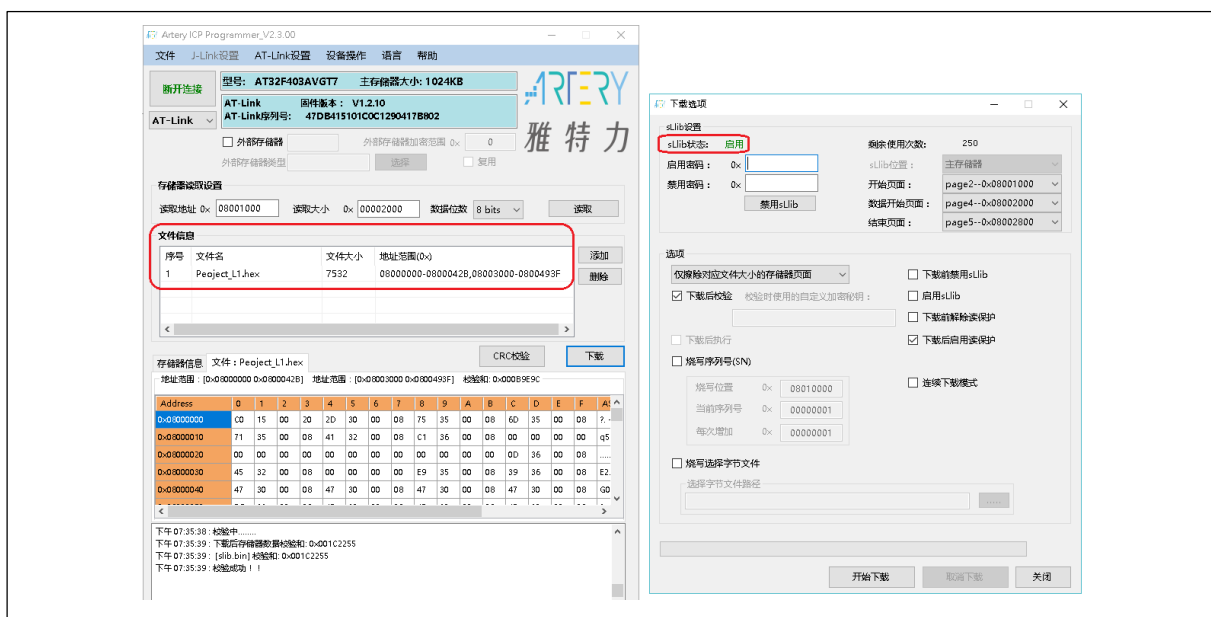 Artery ICP Programmer_V2.3.00
文件 J-Link设置 AT-Link设置 设备操作 语言 帮助
断开连接
型号: AT32F403AVGT7 主存储器大小: 1024KB
AT-Link 固件版本: V1.2.10
AT-Link序列号: 47DB415101C0C1290417B802
AT-Link
ARTERY
雅特力
外部存储器 外部存储器加密范围 0x 0
外部存储器类型 选择 复用
存储器读取设置
读取地址 0x 08001000 读取大小 0x 00002000 数据位数 8 bits 读取
文件信息
序号 文件名 文件大小 地址范围(0x)
1 Peoject_L1.hex 7532 08000000-0800042B,08003000-0800493F
添加
删除
CRC校验 下载
存储器信息 文件 : Peoject_L1.hex
地址范围 : [0x08000000 0x0800042B] 地址范围 : [0x08003000 0x0800493F] 校验和: 0x000B9E9C
Address 0 1 2 3 4 5 6 7 8 9 A B C D E F
0x08000000 C0 15 00 20 2D 30 00 08 75 35 00 08 6D 35 00 08 ?. -
0x08000010 71 35 00 08 41 32 00 08 C1 36 00 08 00 00 00 00 q5
0x08000020 00 00 00 00 00 00 00 00 00 00 00 00 0D 36 00 08 .....
0x08000030 45 32 00 08 00 00 00 00 E9 35 00 08 39 36 00 08 E2.
0x08000040 47 30 00 08 47 30 00 08 47 30 00 08 47 30 00 08 G0
下午 07:35:38 : 校验中........
下午 07:35:39 : 下载后存储器数据校验和: 0x001C2255
下午 07:35:39 : [slib.bin] 校验和: 0x001C2255
下午 07:35:39 : 校验成功！！
下载选项
sLlib设置
sLlib状态: 启用 剩余使用次数: 250
启用密码： 0x sLlib位置： 主存储器
禁用密码： 0x 开始页面： page2--0x08001000
禁用sLlib 数据开始页面： page4--0x08002000
结束页面： page5--0x08002800
选项
仅擦除对应文件大小的存储器页面 下载前禁用sLlib
下载后校验 校验时使用的自定义加密秘钥： 启用sLlib
下载前解除读保护
下载后执行 下载后启用读保护
烧写序列号(SN)
烧写位置 0x 08010000 连续下载模式
当前序列号 0x 00000001
每次增加 0x 00000001
烧写选择字节文件
选择字节文件路径
.....
开始下载 取消下载 关闭